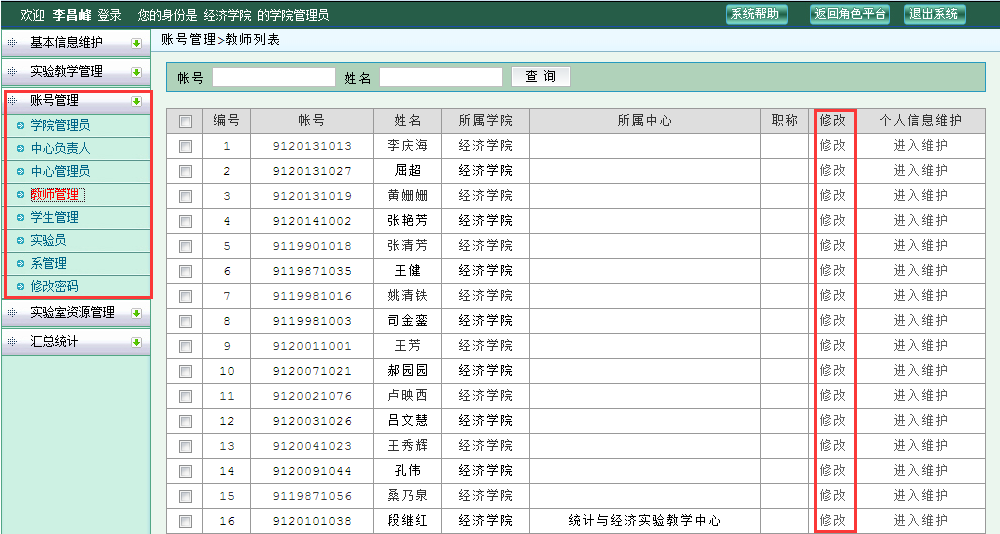 欢迎 李昌峰 登录 您的身份是 经济学院 的学院管理员 系统帮助 返回角色平台 退出系统
基本信息维护
实验教学管理
账号管理
学院管理员
中心负责人
中心管理员
教师管理
学生管理
实验员
系管理
修改密码
实验室资源管理
汇总统计
账号管理>教师列表
帐号 姓名 查 询
编号 帐号 姓名 所属学院 所属中心 职称 修改 个人信息维护
1 9120131013 李庆海 经济学院 修改 进入维护
2 9120131027 屈超 经济学院 修改 进入维护
3 9120131019 黄姗姗 经济学院 修改 进入维护
4 9120141002 张艳芳 经济学院 修改 进入维护
5 9119901018 张清芳 经济学院 修改 进入维护
6 9119871035 王健 经济学院 修改 进入维护
7 9119981016 姚清铁 经济学院 修改 进入维护
8 9119981003 司金銮 经济学院 修改 进入维护
9 9120011001 王芳 经济学院 修改 进入维护
10 9120071021 郝园园 经济学院 修改 进入维护
11 9120021076 卢映西 经济学院 修改 进入维护
12 9120031026 吕文慧 经济学院 修改 进入维护
13 9120041023 王秀辉 经济学院 修改 进入维护
14 9120091044 孔伟 经济学院 修改 进入维护
15 9119871056 桑乃泉 经济学院 修改 进入维护
16 9120101038 段继红 经济学院 统计与经济实验教学中心 修改 进入维护